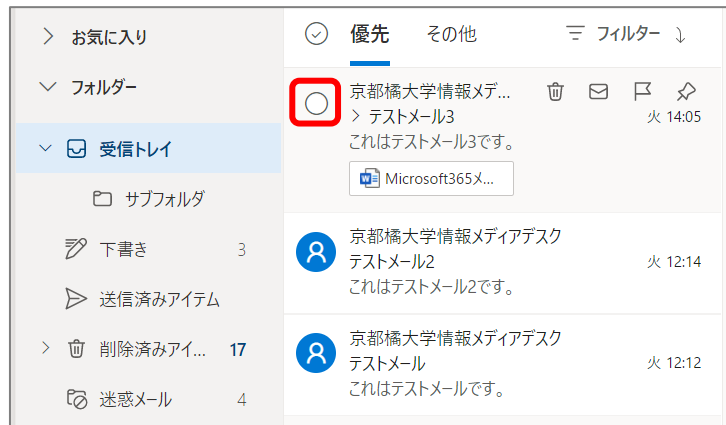 お気に入り
フォルダー
受信トレイ
サブフォルダ
下書き 3
送信済みアイテム
削除済みアイ... 17
迷惑メール 4
優先 その他 フィルター
京都橘大学情報メデ...
テストメール3 火 14:05
これはテストメール3です。
Microsoft365メ...
京都橘大学情報メディアデスク
テストメール2 火 12:14
これはテストメール2です。
京都橘大学情報メディアデスク
テストメール 火 12:12
これはテストメールです。